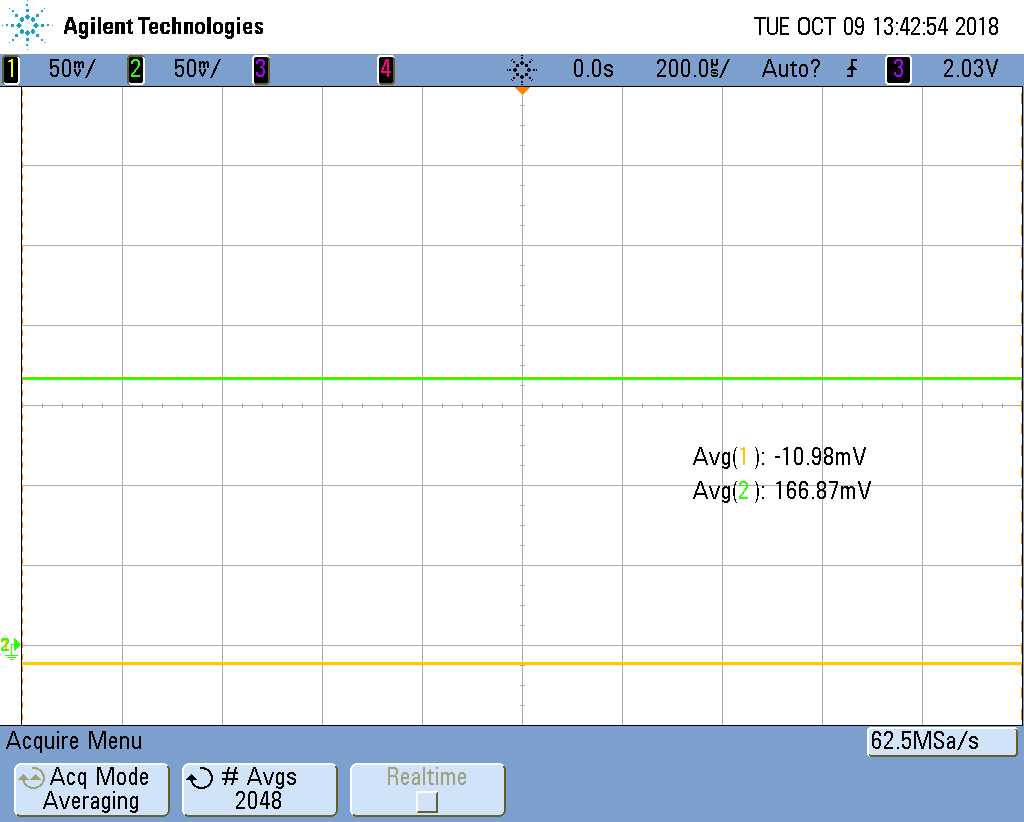 Agilent Technologies TUE OCT 09 13:42:54 2018
1 50mV/ 2 50mV/ 3 4 0.0s 200.0µs/ Auto? 3 2.03V
Avg(1): -10.98mV
Avg(2): 166.87mV
2
Acquire Menu 62.5MSa/s
Acq Mode
Averaging
# Avgs
2048
Realtime